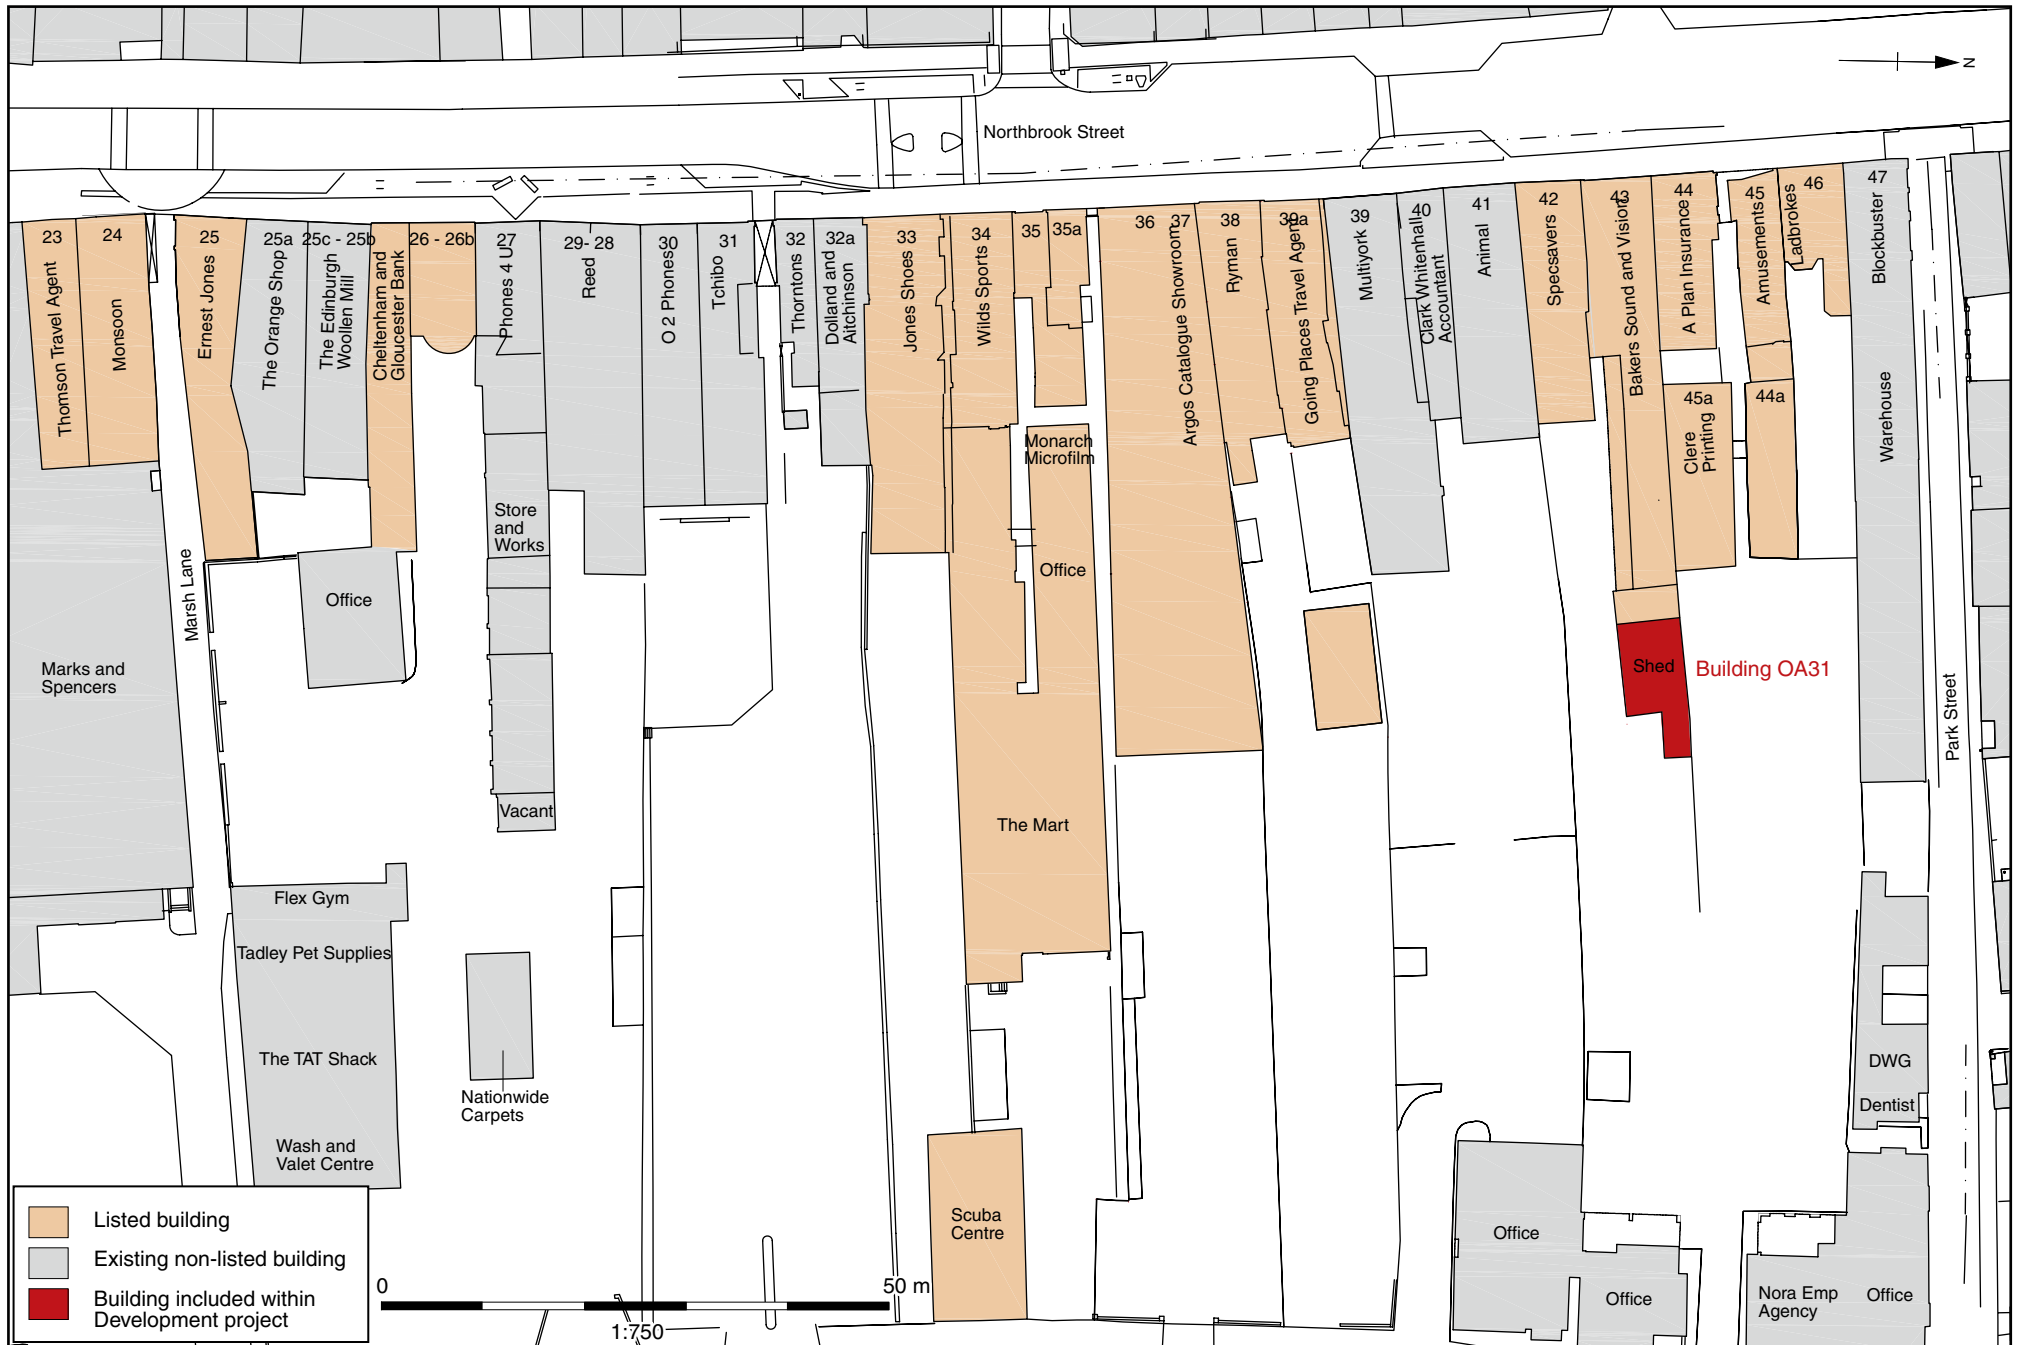 N
Northbrook Street
23
Thomson Travel Agent
24
Monsoon
25
Ernest Jones
25a
The Orange Shop
25c - 25b
The Edinburgh
Woollen Mill
Cheltenham and
Gloucester Bank
26 - 26b
27
Phones 4 U
29- 28
Reed
30
O 2 Phones
31
Tchibo
32
Thorntons
32a
Dolland and
Aitchinson
33
Jones Shoes
34
Wilds Sports
35
35a
36
37
Argos Catalogue Showroom
38
Ryman
39a
Going Places Travel Agent
39
Multiyork
40
Clark Whitenhall
Accountant
41
Animal
42
Specsavers
43
Bakers Sound and Vision
44
A Plan Insurance
45
Amusements
46
Ladbrokes
47
Blockbuster
Warehouse
45a
Clere
Printing
44a
Monarch
Microfilm
Office
Store
and
Works
Office
Marsh Lane
Marks and
Spencers
Shed
Building OA31
Park Street
Vacant
The Mart
Flex Gym
Tadley Pet Supplies
The TAT Shack
Wash and
Valet Centre
Nationwide
Carpets
DWG
Dentist
Scuba
Centre
Office
Office
Nora Emp
Agency
Office
Listed building
Existing non-listed building
Building included within
Development project
0
50 m
1:750